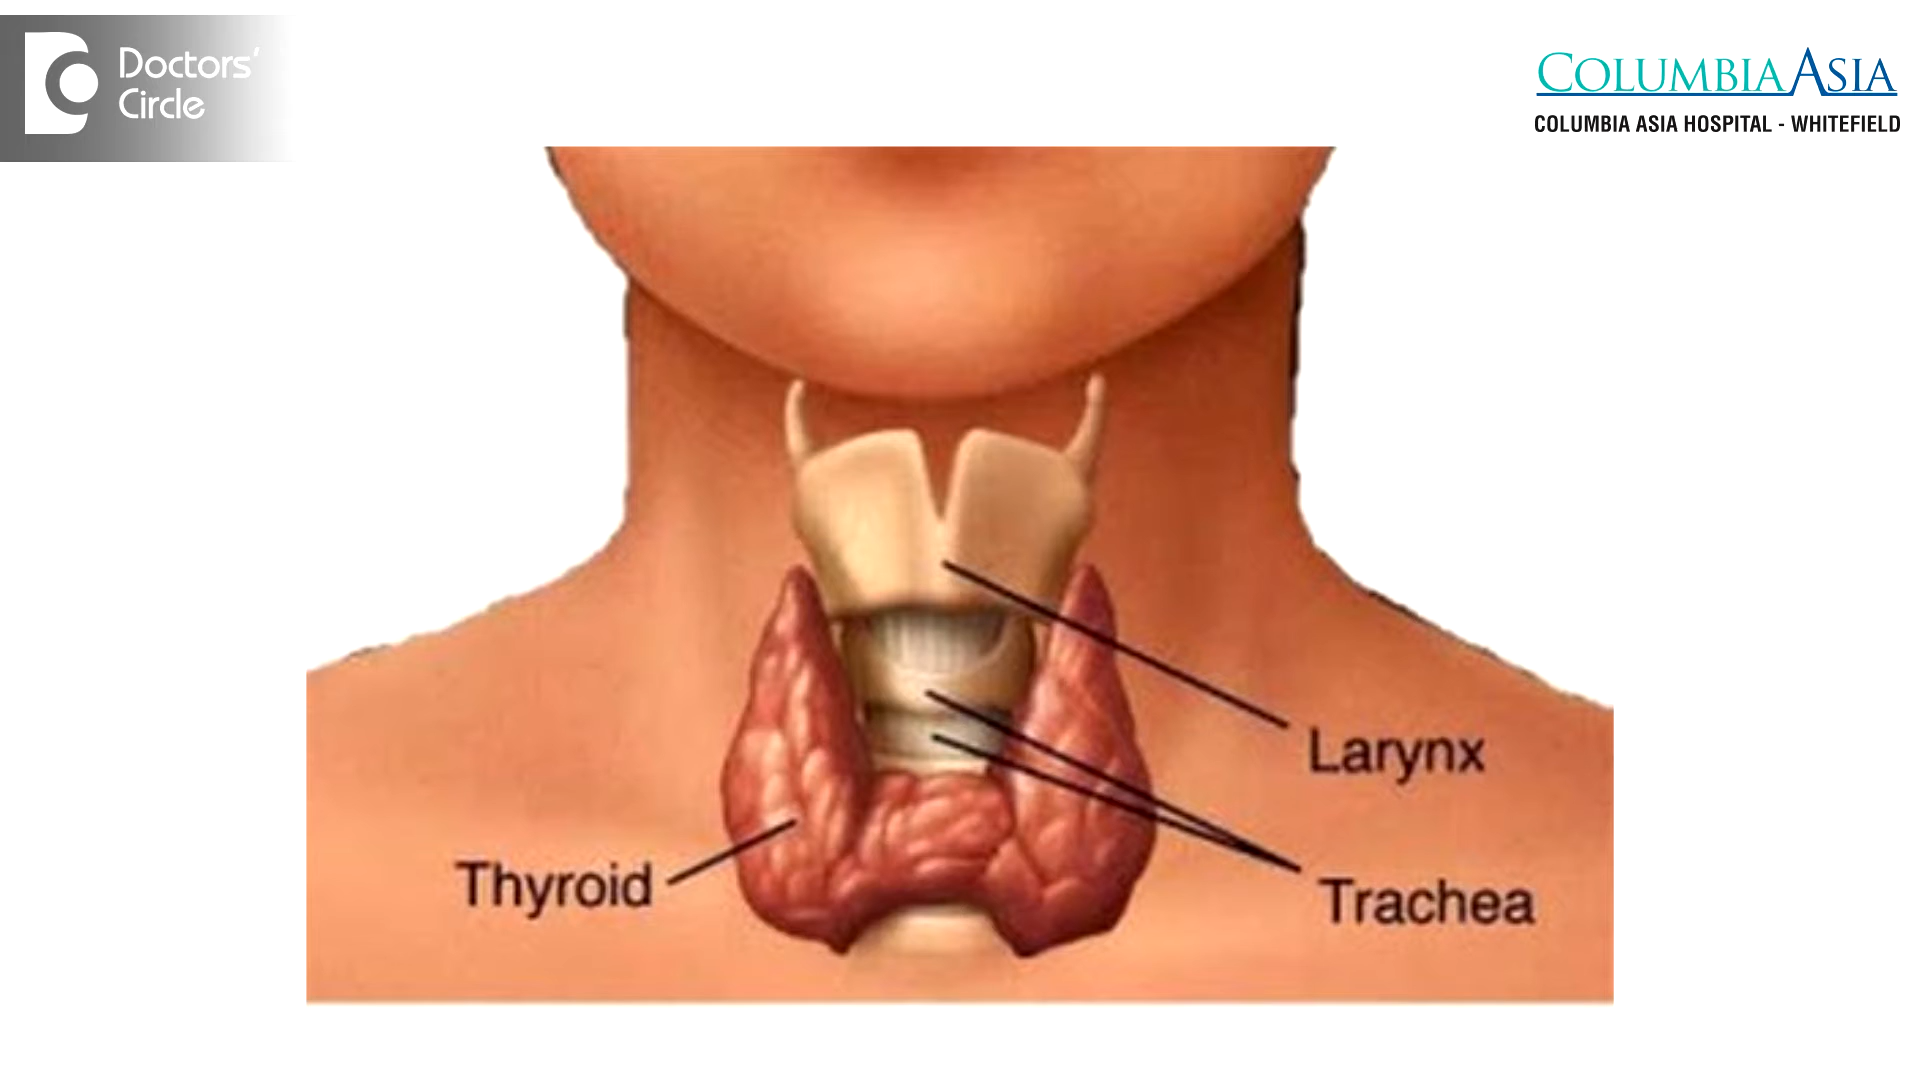 Doctors'
Circle
COLUMBIA ASIA
COLUMBIA ASIA HOSPITAL - WHITEFIELD
Larynx
Thyroid
Trachea